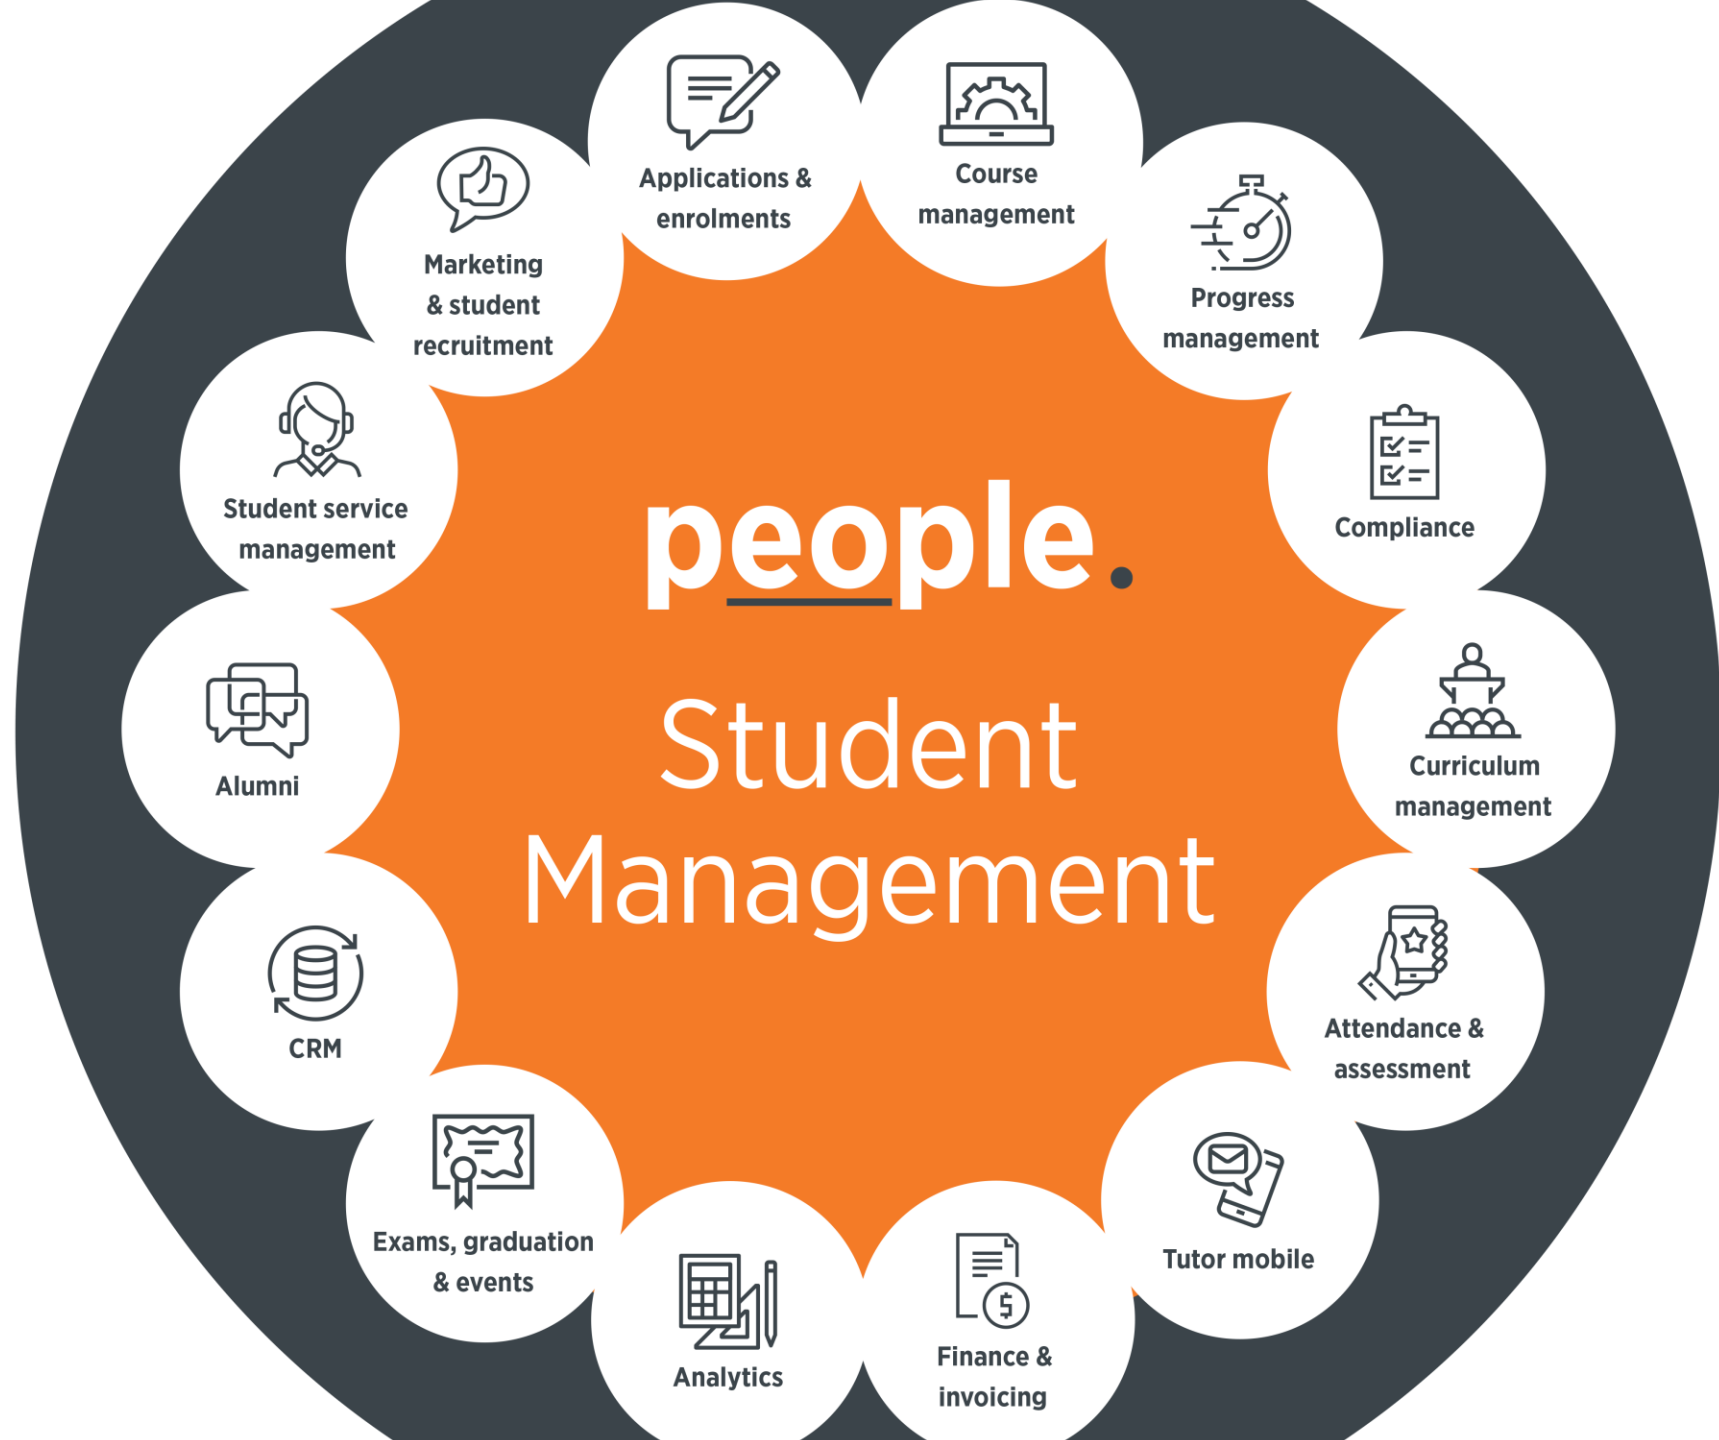 Applications &
enrolments
Course
management
Progress
management
Compliance
Curriculum
management
Attendance &
assessment
Tutor mobile
Finance &
invoicing
Analytics
Exams, graduation
& events
CRM
Alumni
Student service
management
Marketing
& student
recruitment
people.
Student
Management